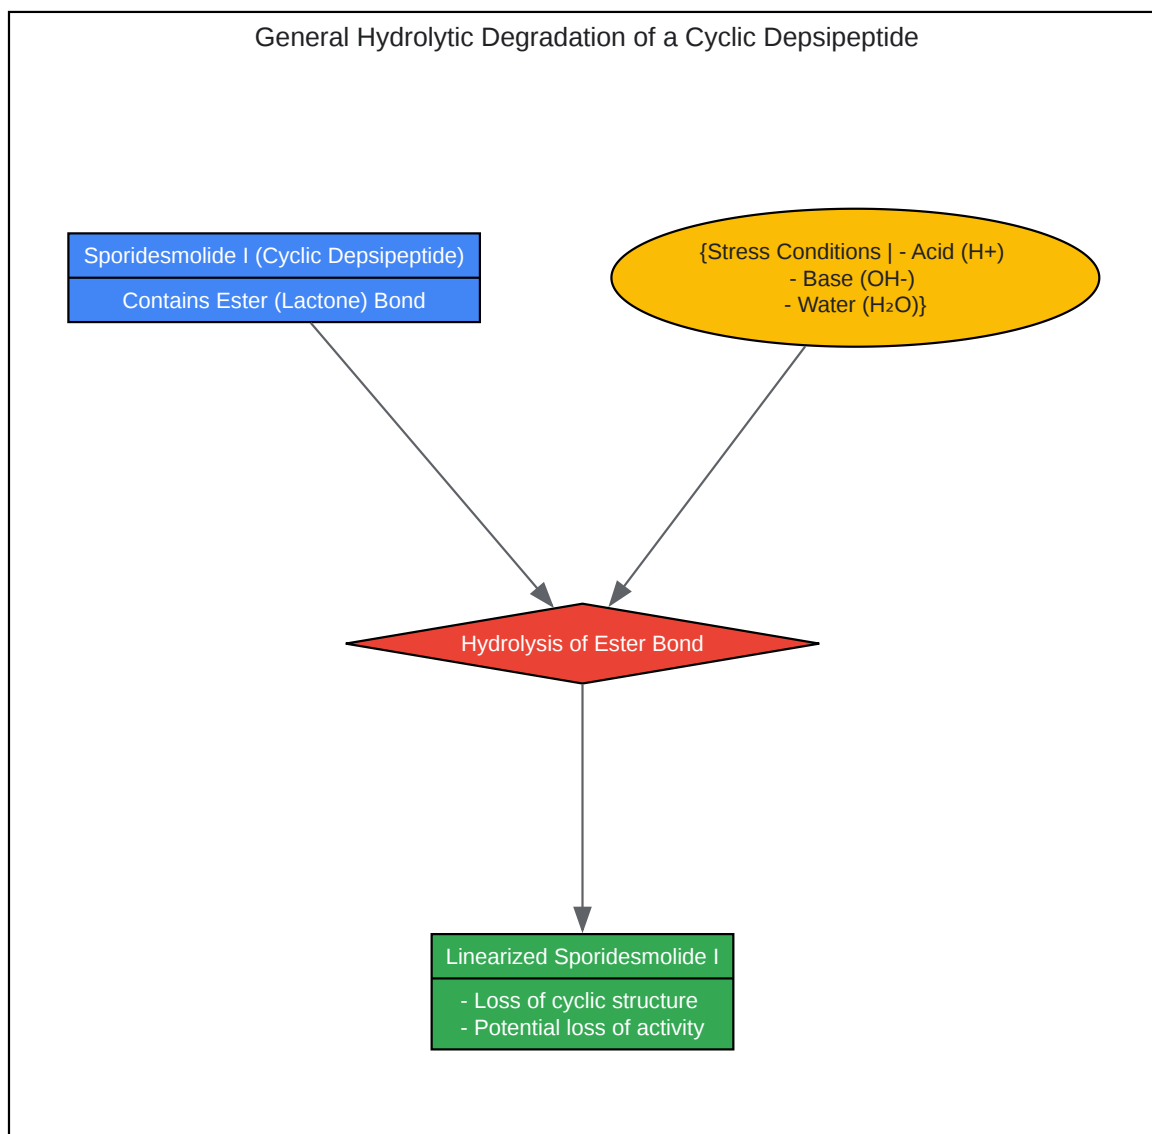 General Hydrolytic Degradation of a Cyclic Depsipeptide
Sporidesmolide I (Cyclic Depsipeptide)
Contains Ester (Lactone) Bond
{Stress Conditions | - Acid (H+)
- Base (OH-)
- Water (H₂O)}
Hydrolysis of Ester Bond
Linearized Sporidesmolide I
- Loss of cyclic structure
- Potential loss of activity